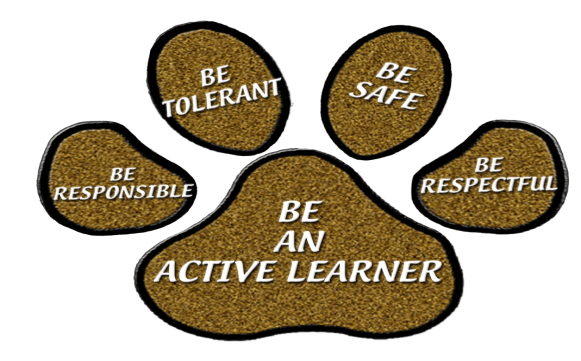 BE
TOLERANT
BE
SAFE
BE
RESPONSIBLE
BE
RESPECTFUL
BE
AN
ACTIVE LEARNER